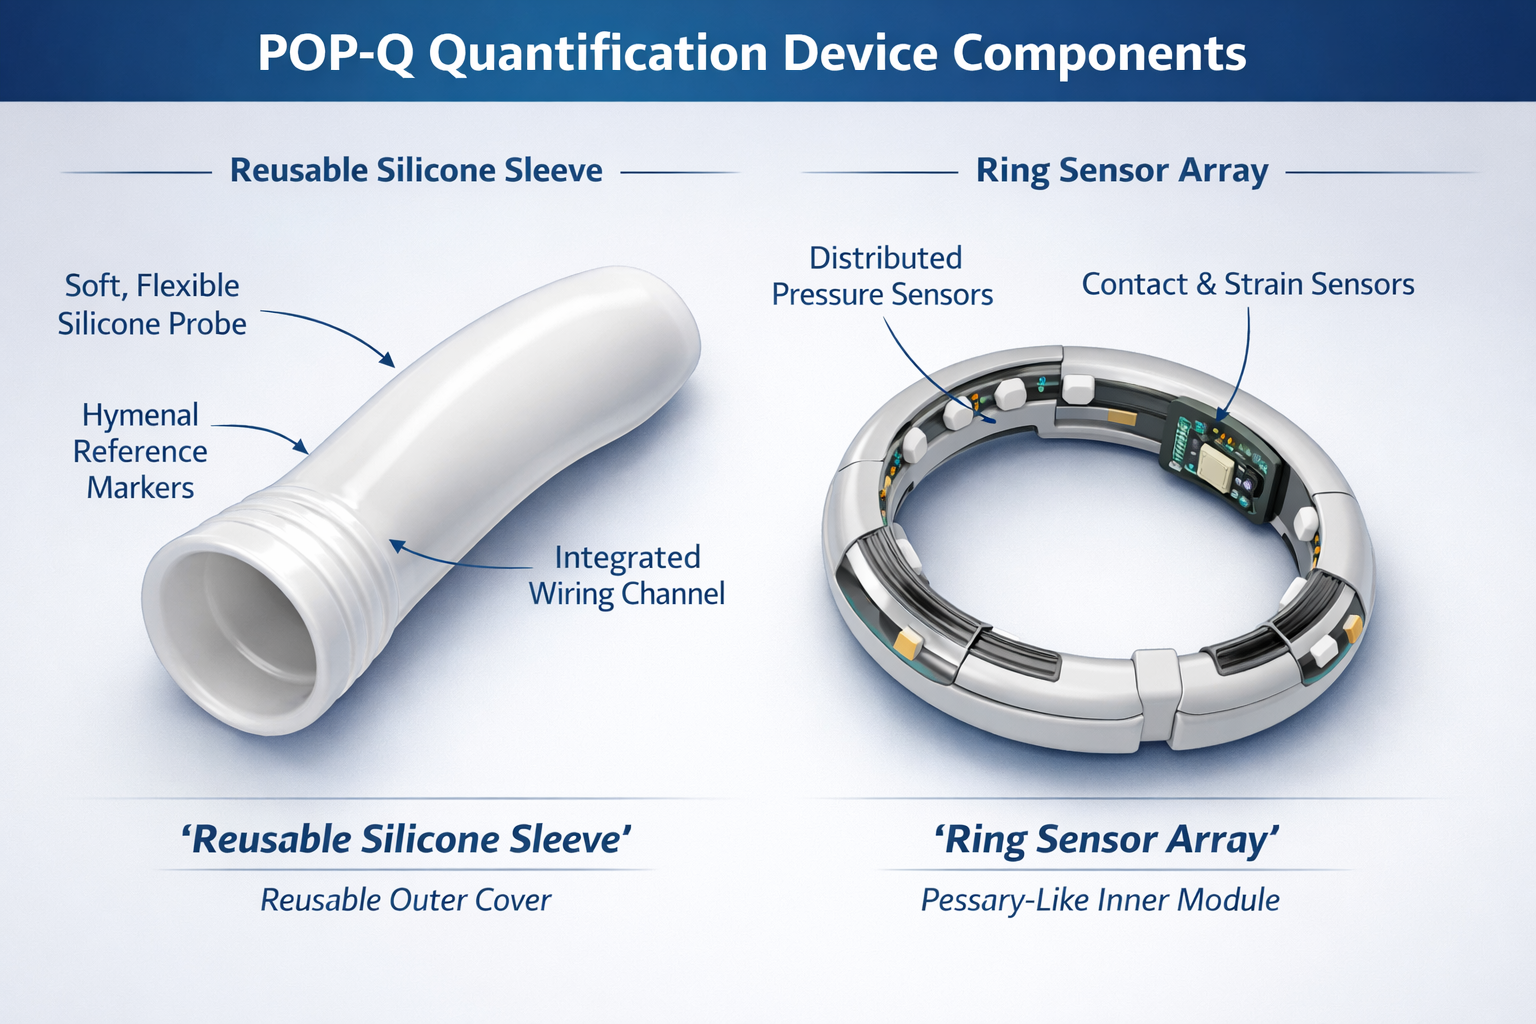 POP-Q Quantification Device Components
Reusable Silicone Sleeve
Soft, Flexible
Silicone Probe
Hymenal
Reference
Markers
Integrated
Wiring Channel
‘Reusable Silicone Sleeve’
Reusable Outer Cover
Ring Sensor Array
Distributed
Pressure Sensors
Contact & Strain Sensors
‘Ring Sensor Array’
Pessary-Like Inner Module